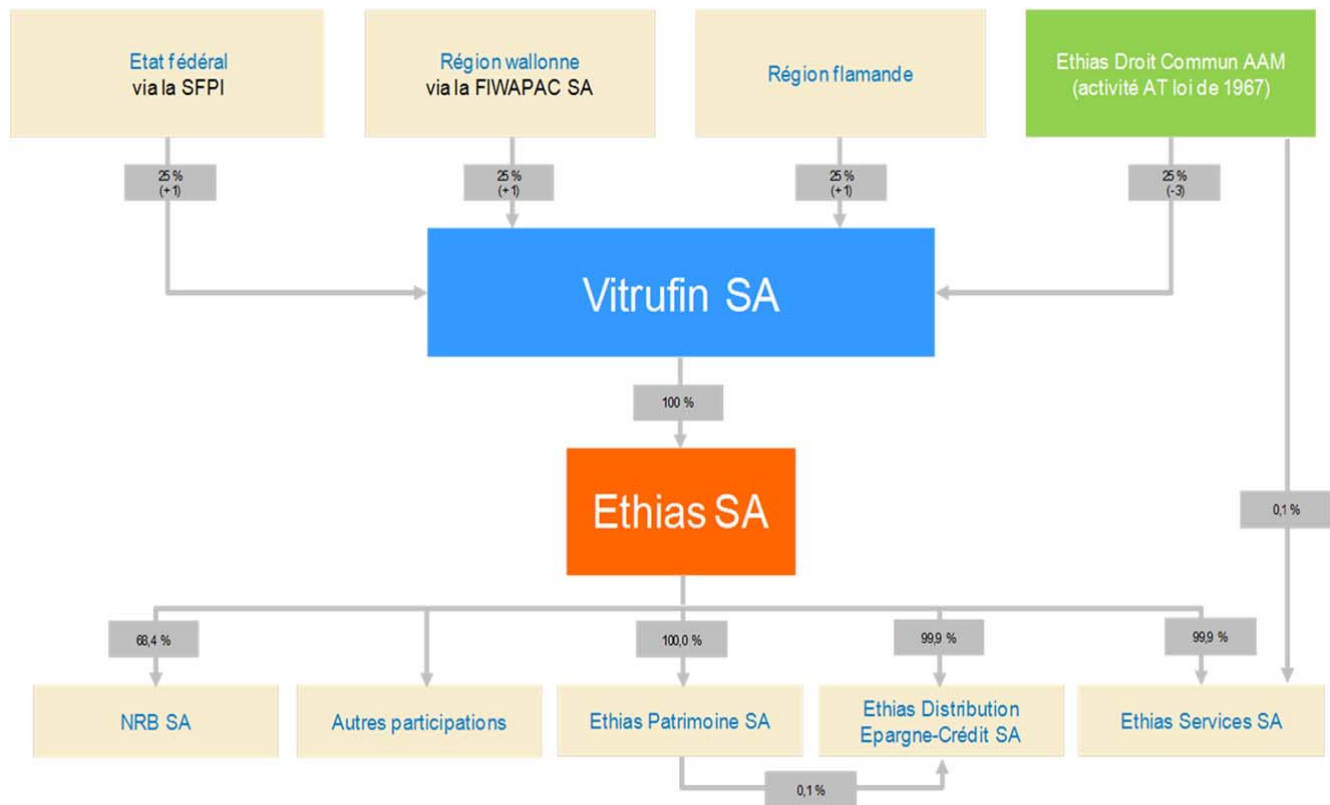 Etat fédéral
via la SFPI
Région wallonne
via la FIWAPAC SA
Région flamande
Ethias Droit Commun AAM
(activité AT loi de 1967)
25 %
(+1)
25 %
(+1)
25 %
(+1)
25 %
(-3)
Vitrufin SA
100 %
Ethias SA
0,1 %
68,4 %
100,0 %
99,9 %
99,9 %
NRB SA
Autres participations
Ethias Patrimoine SA
Ethias Distribution
Epargne-Crédit SA
Ethias Services SA
0,1 %